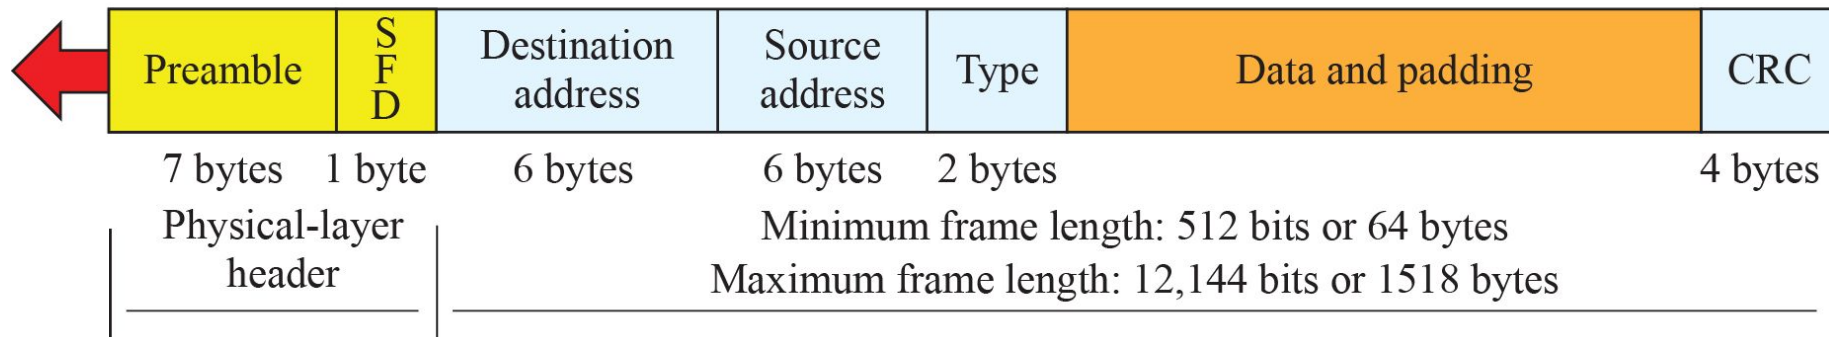 Preamble
S
F
D
Destination
address
Source
address
Type
Data and padding
CRC
7 bytes
1 byte
6 bytes
6 bytes
2 bytes
4 bytes
Physical-layer
header
Minimum frame length: 512 bits or 64 bytes
Maximum frame length: 12,144 bits or 1518 bytes